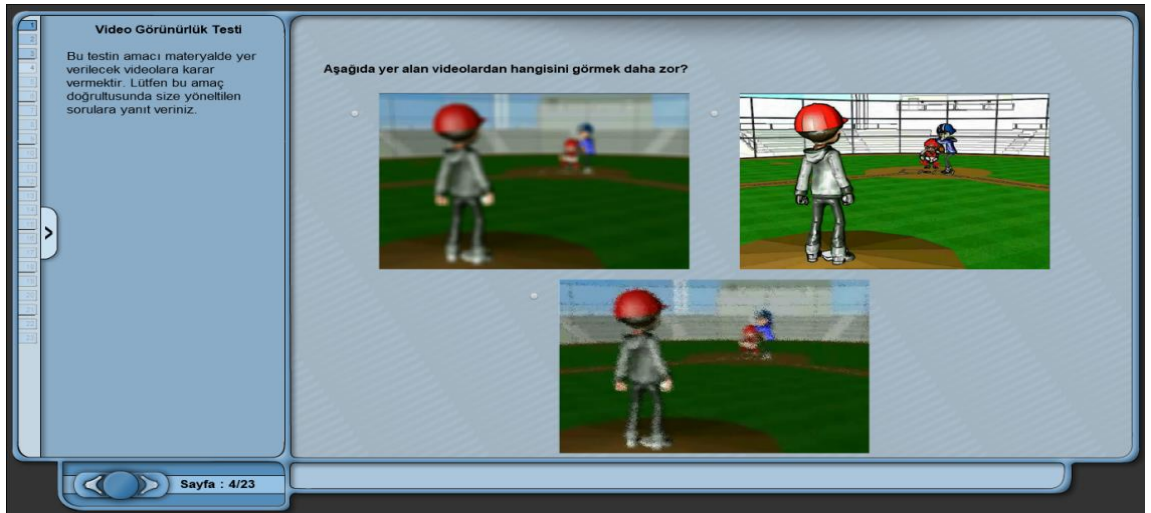 Video Görünürlük Testi
Bu testin amacı materyalde yer
verilecek videolara karar
vermektir. Lütfen bu amaç
doğrultusunda size yöneltilen
sorulara yanıt veriniz.
Aşağıda yer alan videolardan hangisini görmek daha zor?
Sayfa : 4/23